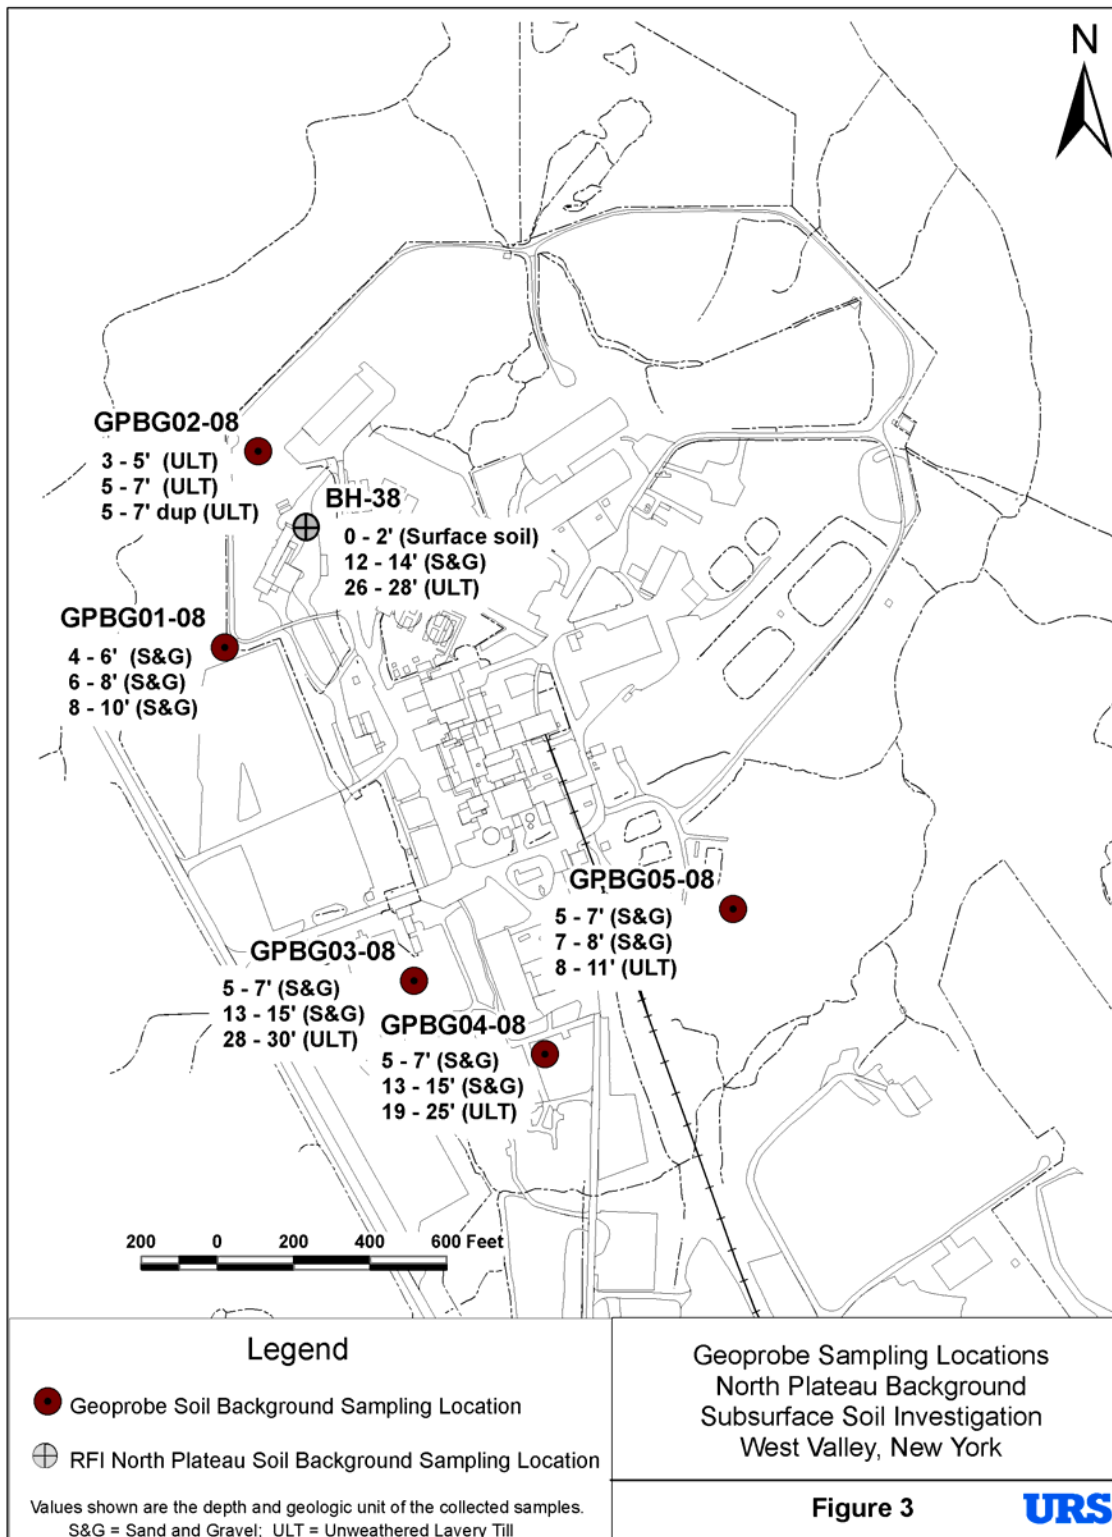 N
GPBG02-08
3 - 5' (ULT)
5 - 7' (ULT)
5 - 7' dup (ULT)
BH-38
0 - 2' (Surface soil)
12 - 14' (S&G)
26 - 28' (ULT)
GPBG01-08
4 - 6' (S&G)
6 - 8' (S&G)
8 - 10' (S&G)
GPBG05-08
5 - 7' (S&G)
7 - 8' (S&G)
8 - 11' (ULT)
GPBG03-08
5 - 7' (S&G)
13 - 15' (S&G)
28 - 30' (ULT)
GPBG04-08
5 - 7' (S&G)
13 - 15' (S&G)
19 - 25' (ULT)
200 0 200 400 600 Feet
Legend
Geoprobe Soil Background Sampling Location
RFI North Plateau Soil Background Sampling Location
Values shown are the depth and geologic unit of the collected samples.
S&G = Sand and Gravel; ULT = Unweathered Lavery Till
Geoprobe Sampling Locations
North Plateau Background
Subsurface Soil Investigation
West Valley, New York
Figure 3
URS